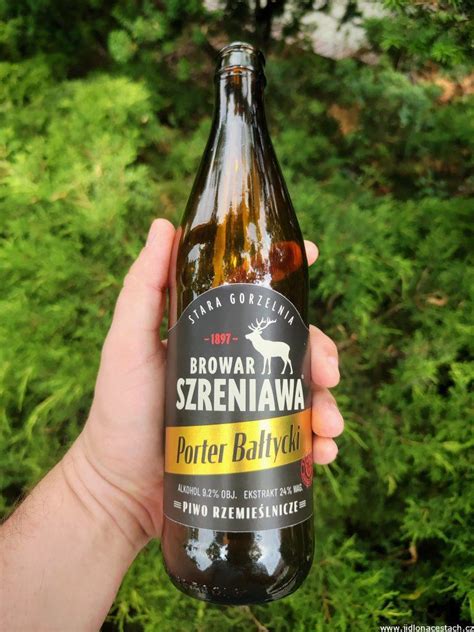 STARA GORZELNIA
-1897-
BROWAR
SZRENIAWA
Porter Bałtycki
ALKOHOL 9.2% OBJ. EKSTRAKT 24% WAG.
PIWO RZEMIEŚLNICZE
www.jidlonacestach.cz